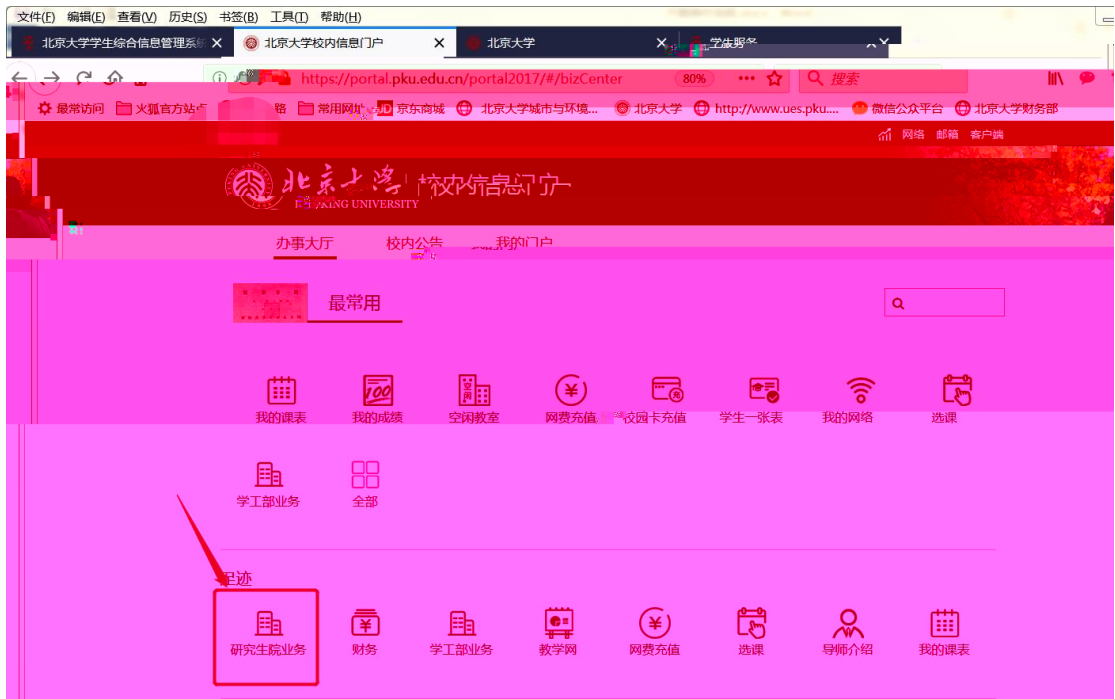 文件(F) 编辑(E) 查看(V) 历史(S) 书签(B) 工具(T) 帮助(H)
北京大学学生综合信息管理系统 北京大学校内信息门户 北京大学 学生服务
https://portal.pku.edu.cn/portal2017/#/bizCenter 80% 搜索
最常访问 火狐官方站点 常用网址 JD 京东商城 北京大学城市与环境... 北京大学 http://www.ues.pku.... 微信公众平台 北京大学财务部
网络 邮箱 客户端
北京大学 校内信息门户
PEKING UNIVERSITY
办事大厅 校内公告 我的门户
最常用
我的课表 我的成绩 空闲教室 网费充值 校园卡充值 学生一张表 我的网络 选课
学工部业务 全部
足迹
研究生院业务 财务 学工部业务 教学网 网费充值 选课 导师介绍 我的课表